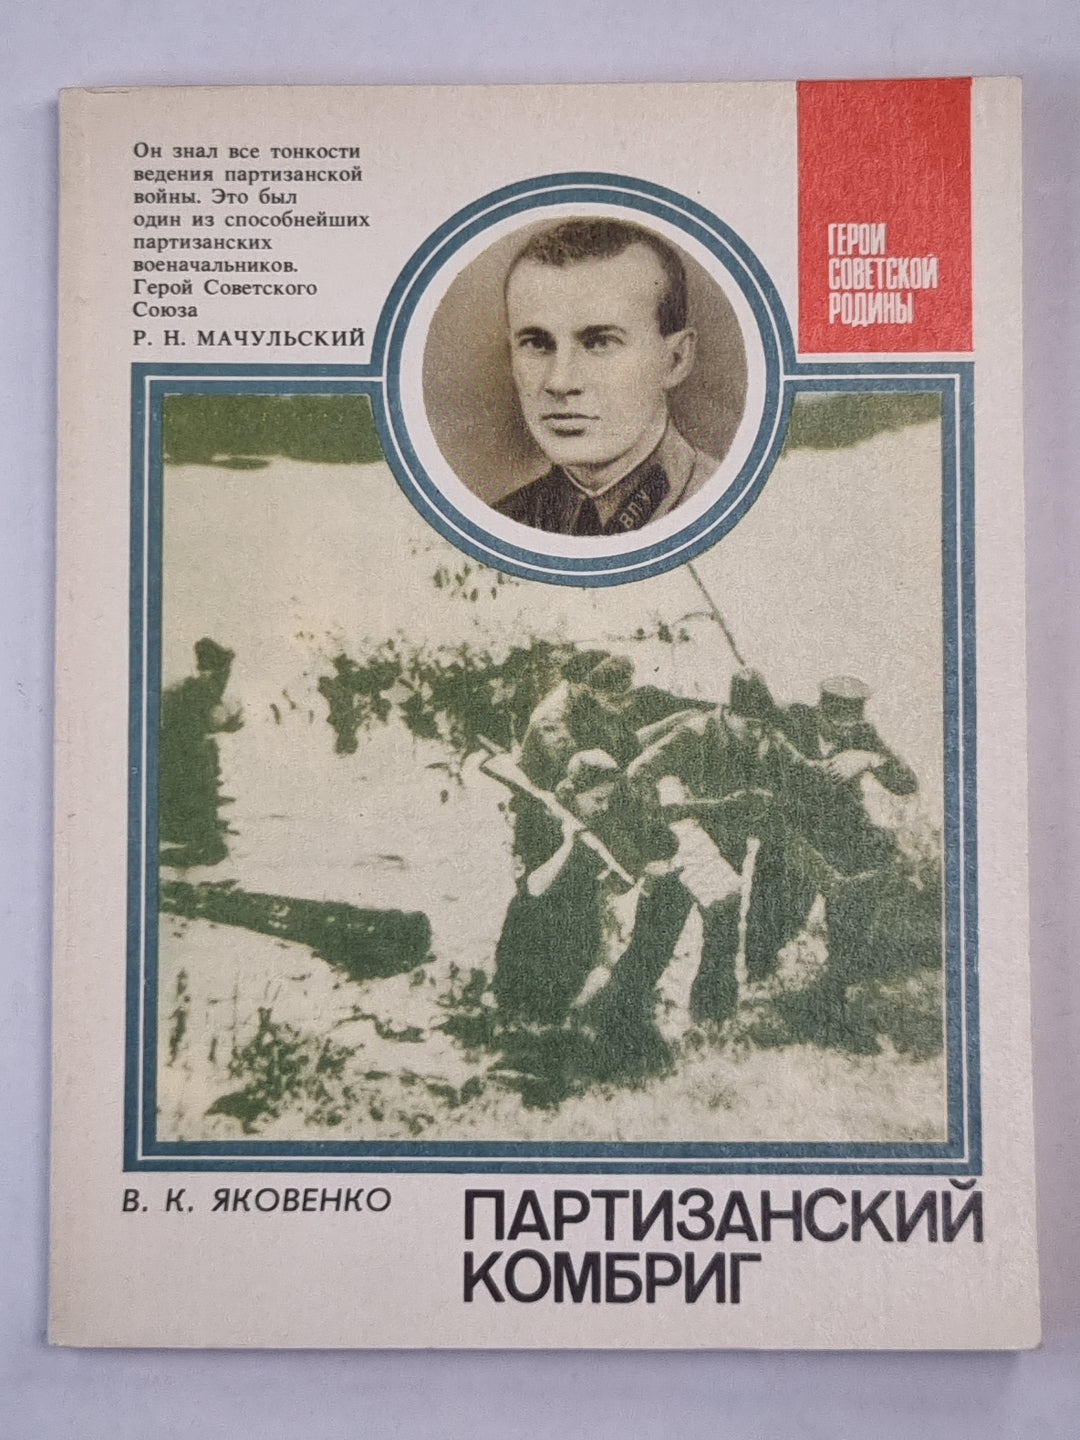 Он знал все тонкости
ведения партизанской
войны. Это был
один из способнейших
партизанских
военачальников.
Герой Советского
Союза
Р. Н. МАЧУЛЬСКИЙ
ГЕРОИ
СОВЕТСКОЙ
РОДИНЫ
ВПУ
В. К. ЯКОВЕНКО
ПАРТИЗАНСКИЙ
КОМБРИГ